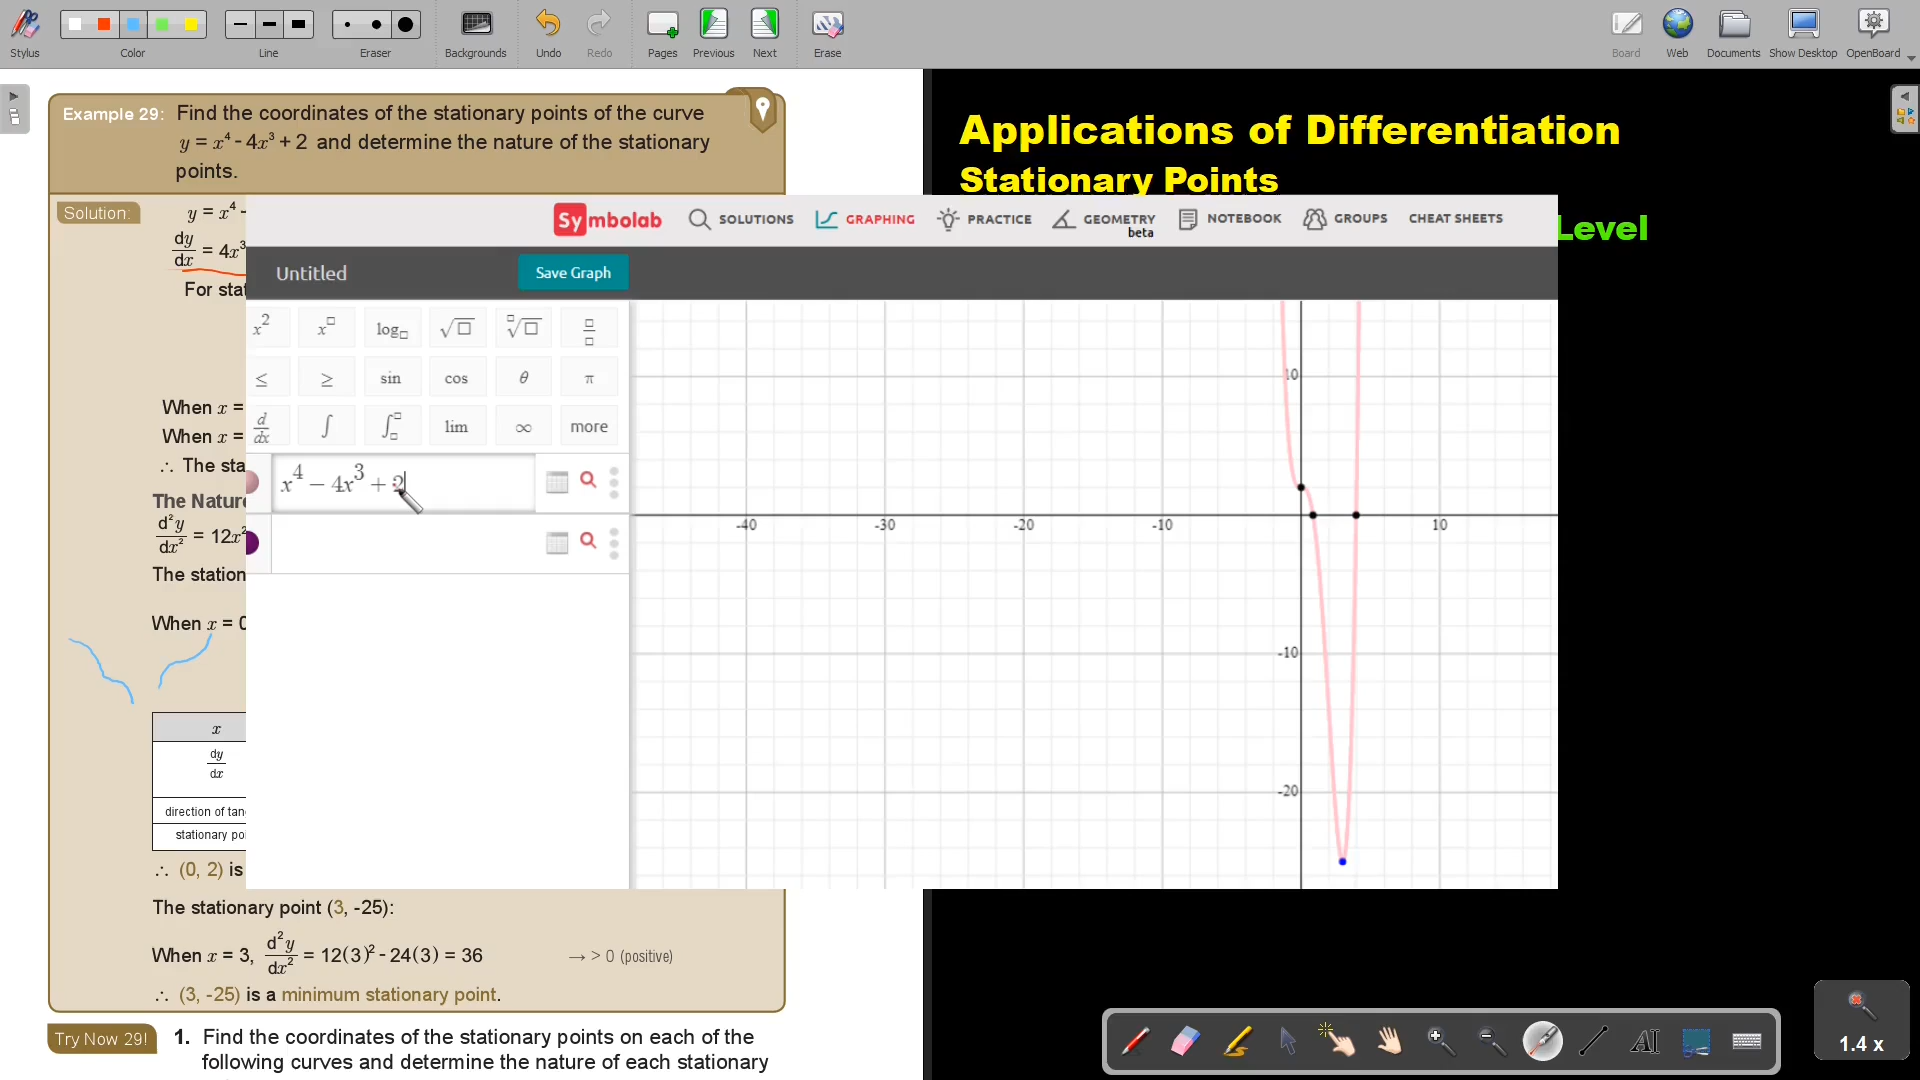 Stylus
Color
Line
Eraser
Backgrounds
Undo
Redo
Pages
Previous
Next
Erase
Board
Web
Documents
Show Desktop
OpenBoard
Example 29: Find the coordinates of the stationary points of the curve
y = x⁴ - 4x³ + 2 and determine the nature of the stationary
points.
Solution:
y = x⁴ -
dy/dx = 4x³
For stat
When x =
When x =
∴ The sta
The Nature
d²y/dx² = 12x²
The station
When x = 0
x
dy/dx
direction of tan
stationary poi
∴ (0, 2) is
The stationary point (3, -25):
When x = 3, d²y/dx² = 12(3)² - 24(3) = 36 → > 0 (positive)
∴ (3, -25) is a minimum stationary point.
Try Now 29!
1. Find the coordinates of the stationary points on each of the
following curves and determine the nature of each stationary
Applications of Differentiation
Stationary Points
Level
Symbolab
SOLUTIONS
GRAPHING
PRACTICE
GEOMETRY
beta
NOTEBOOK
GROUPS
CHEAT SHEETS
Untitled
Save Graph
x² x□ log□ √□ □√□ □/□
≤ ≥ sin cos θ π
d/dx ∫ ∫□□ lim ∞ more
x⁴ − 4x³ + 2
10
-40 -30 -20 -10 10
-10
-20
1.4 x